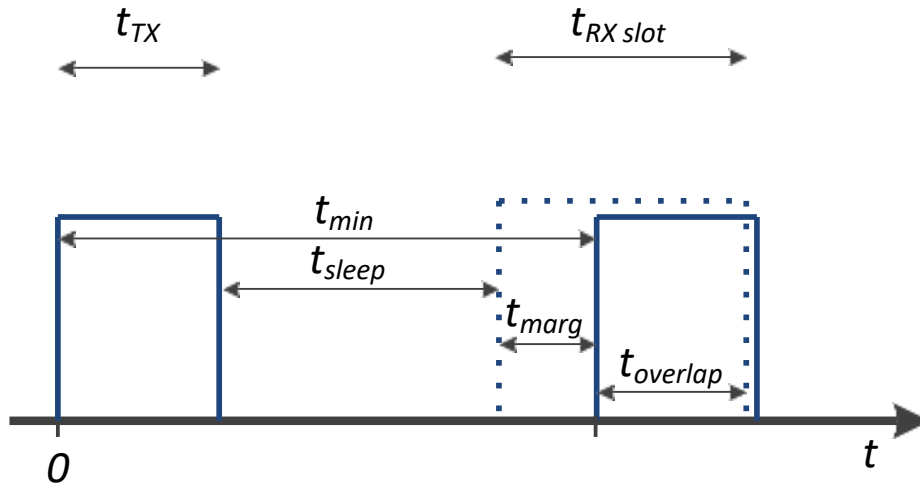 t_TX
t_RX slot
t_min
t_sleep
t_marg
t_overlap
0
t